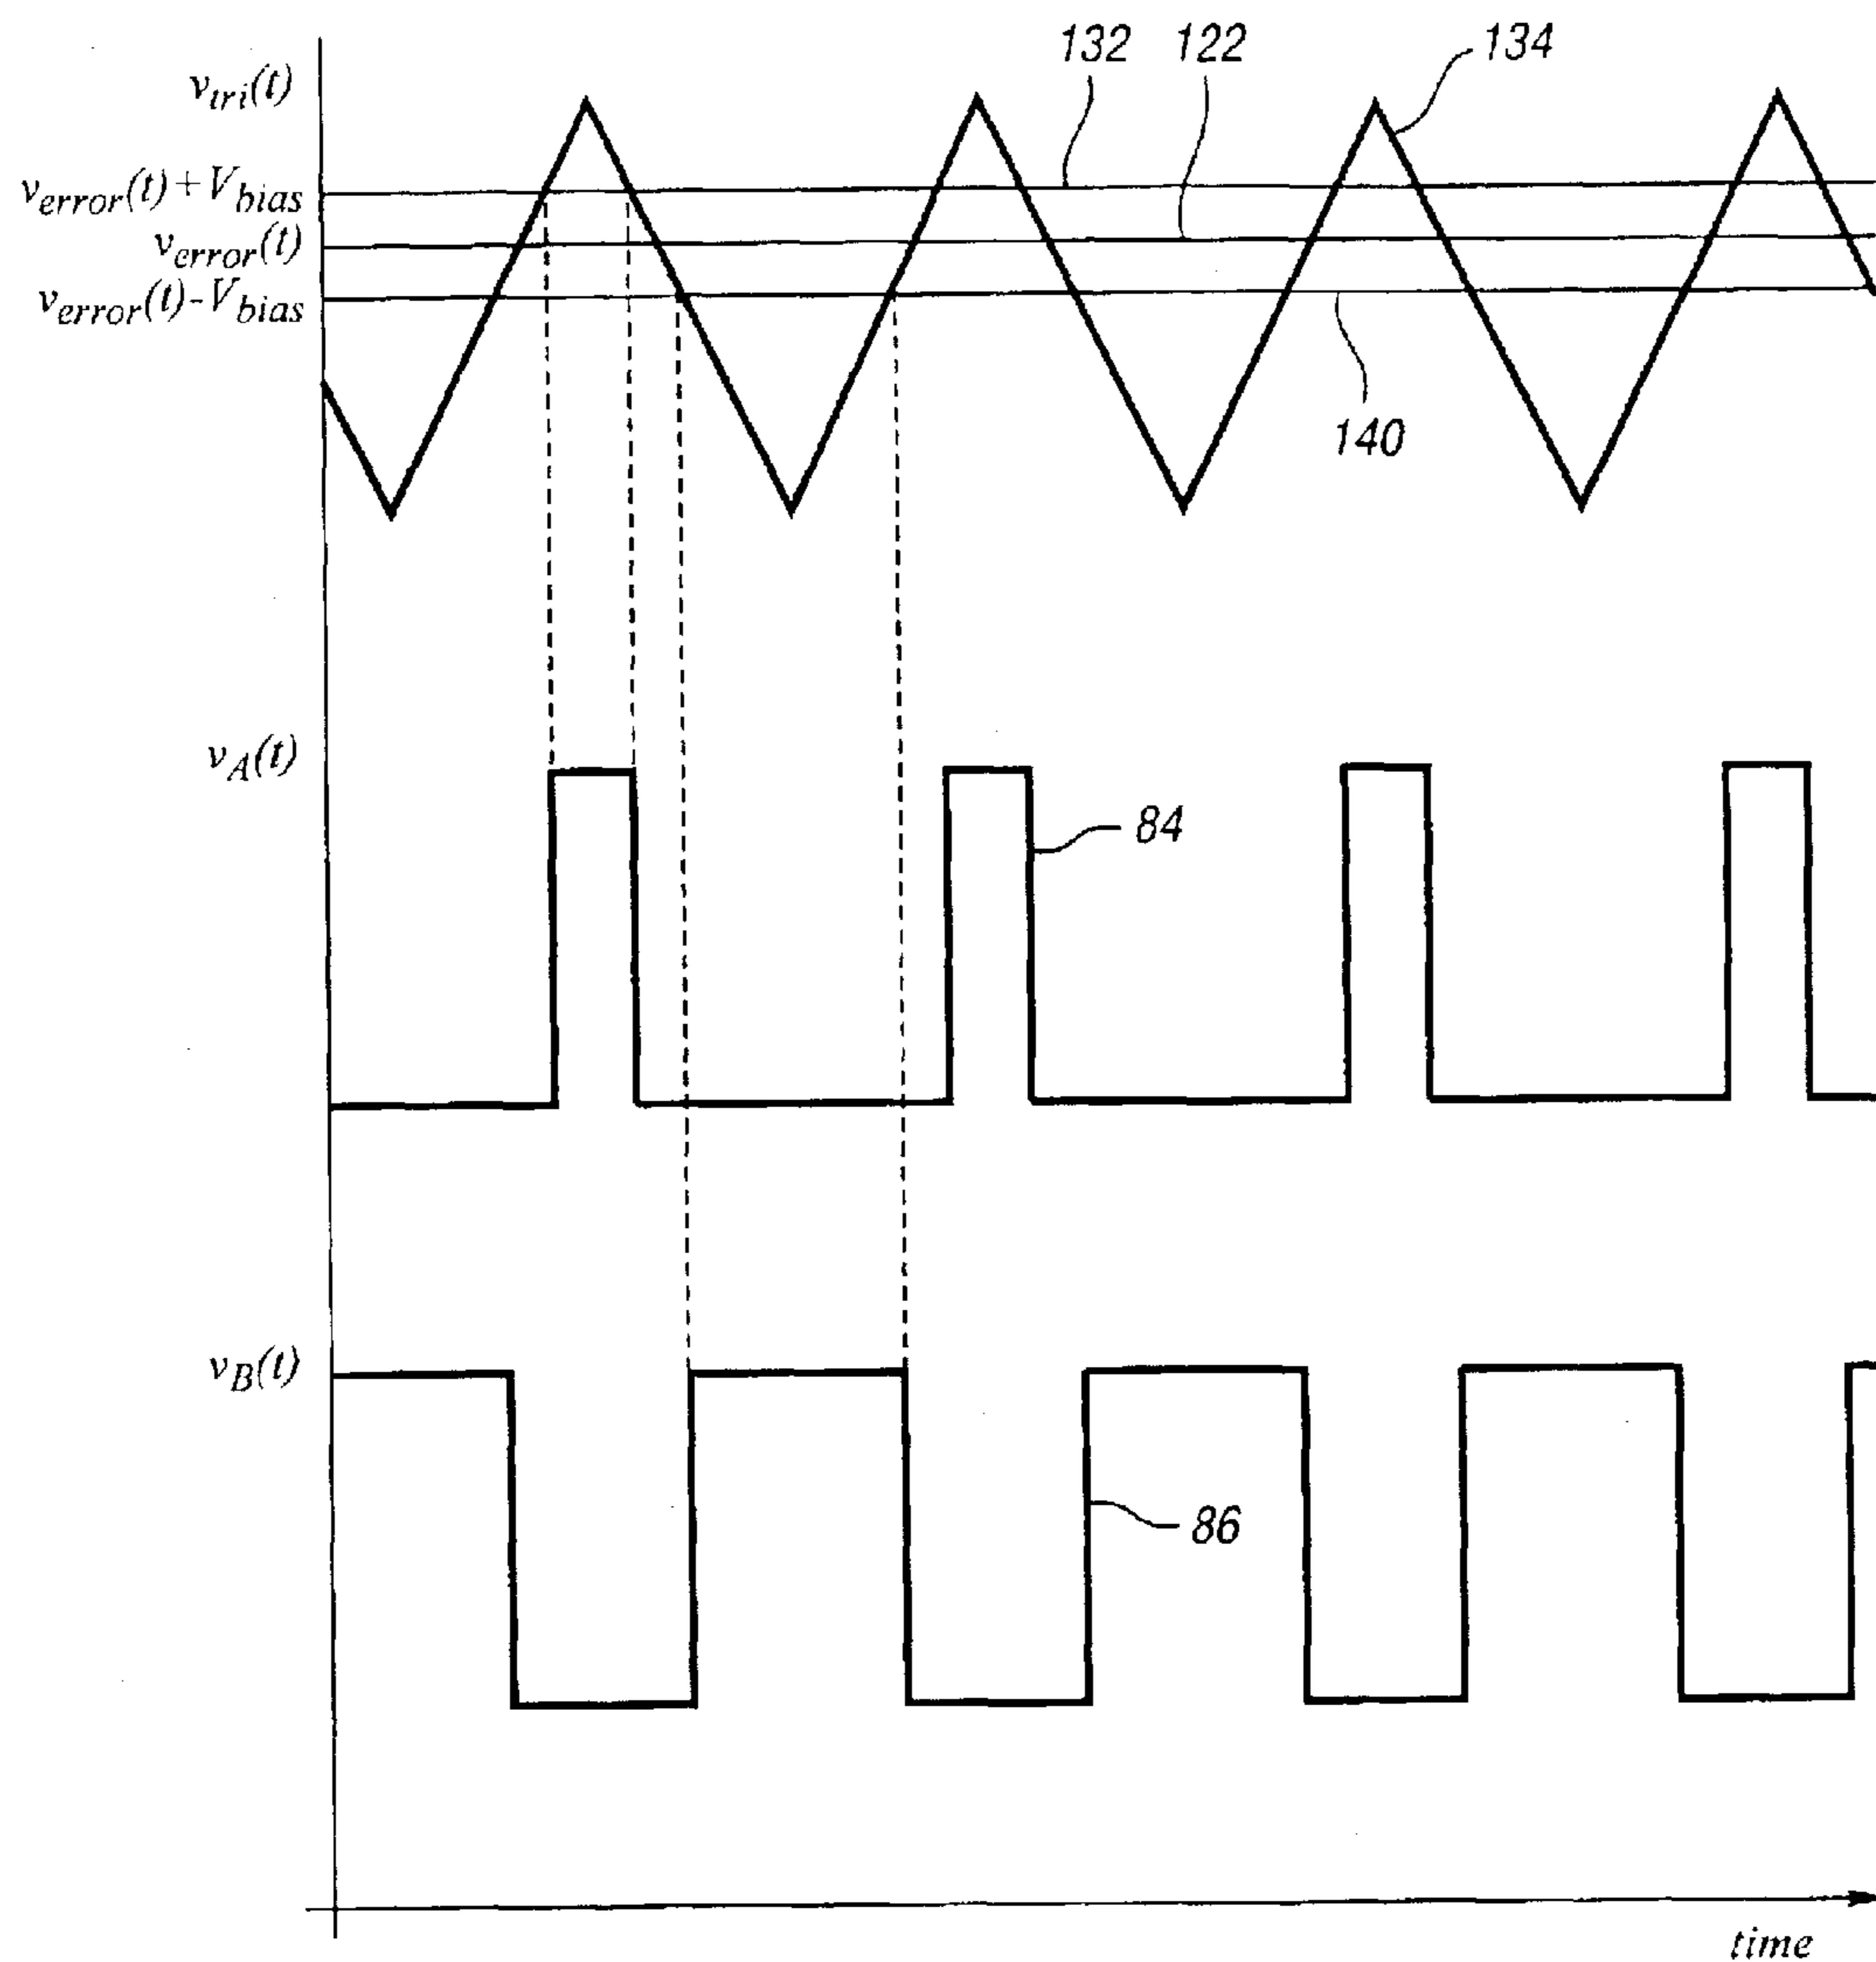 132 122 134
v_tri(t)
v_error(t)+V_bias
v_error(t)
v_error(t)-V_bias
140
v_A(t)
84
v_B(t)
86
time